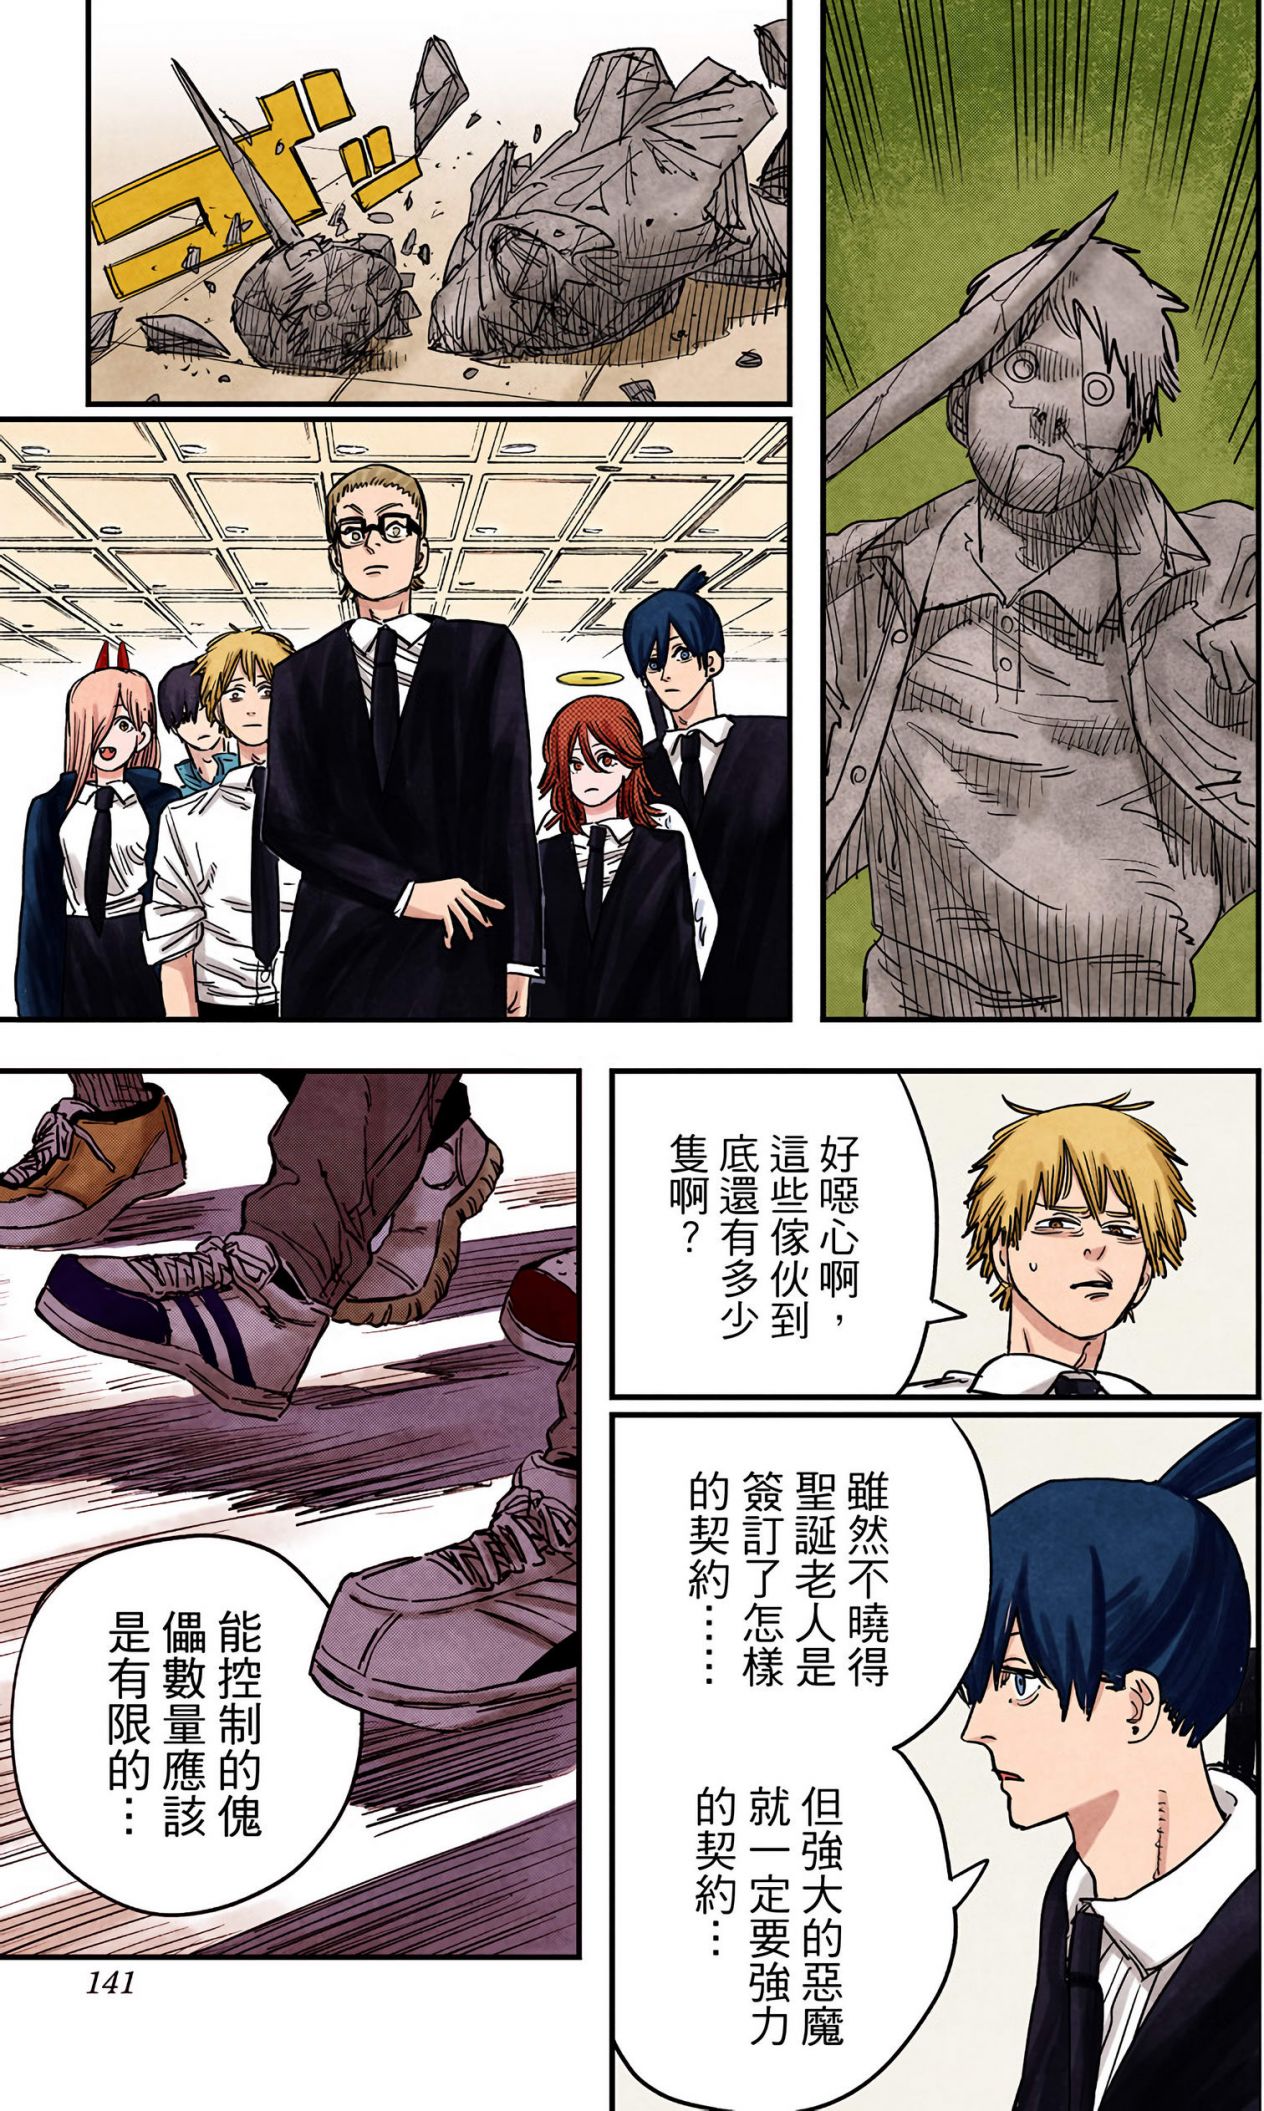 ゴッ
好噁心啊，
這些傢伙到
底還有多少
隻啊？
雖然不曉得
聖誕老人是
簽訂了怎樣
的契約……
但強大的惡魔
就一定要強力
的契約…
能控制的傀
儡數量應該
是有限的…
141